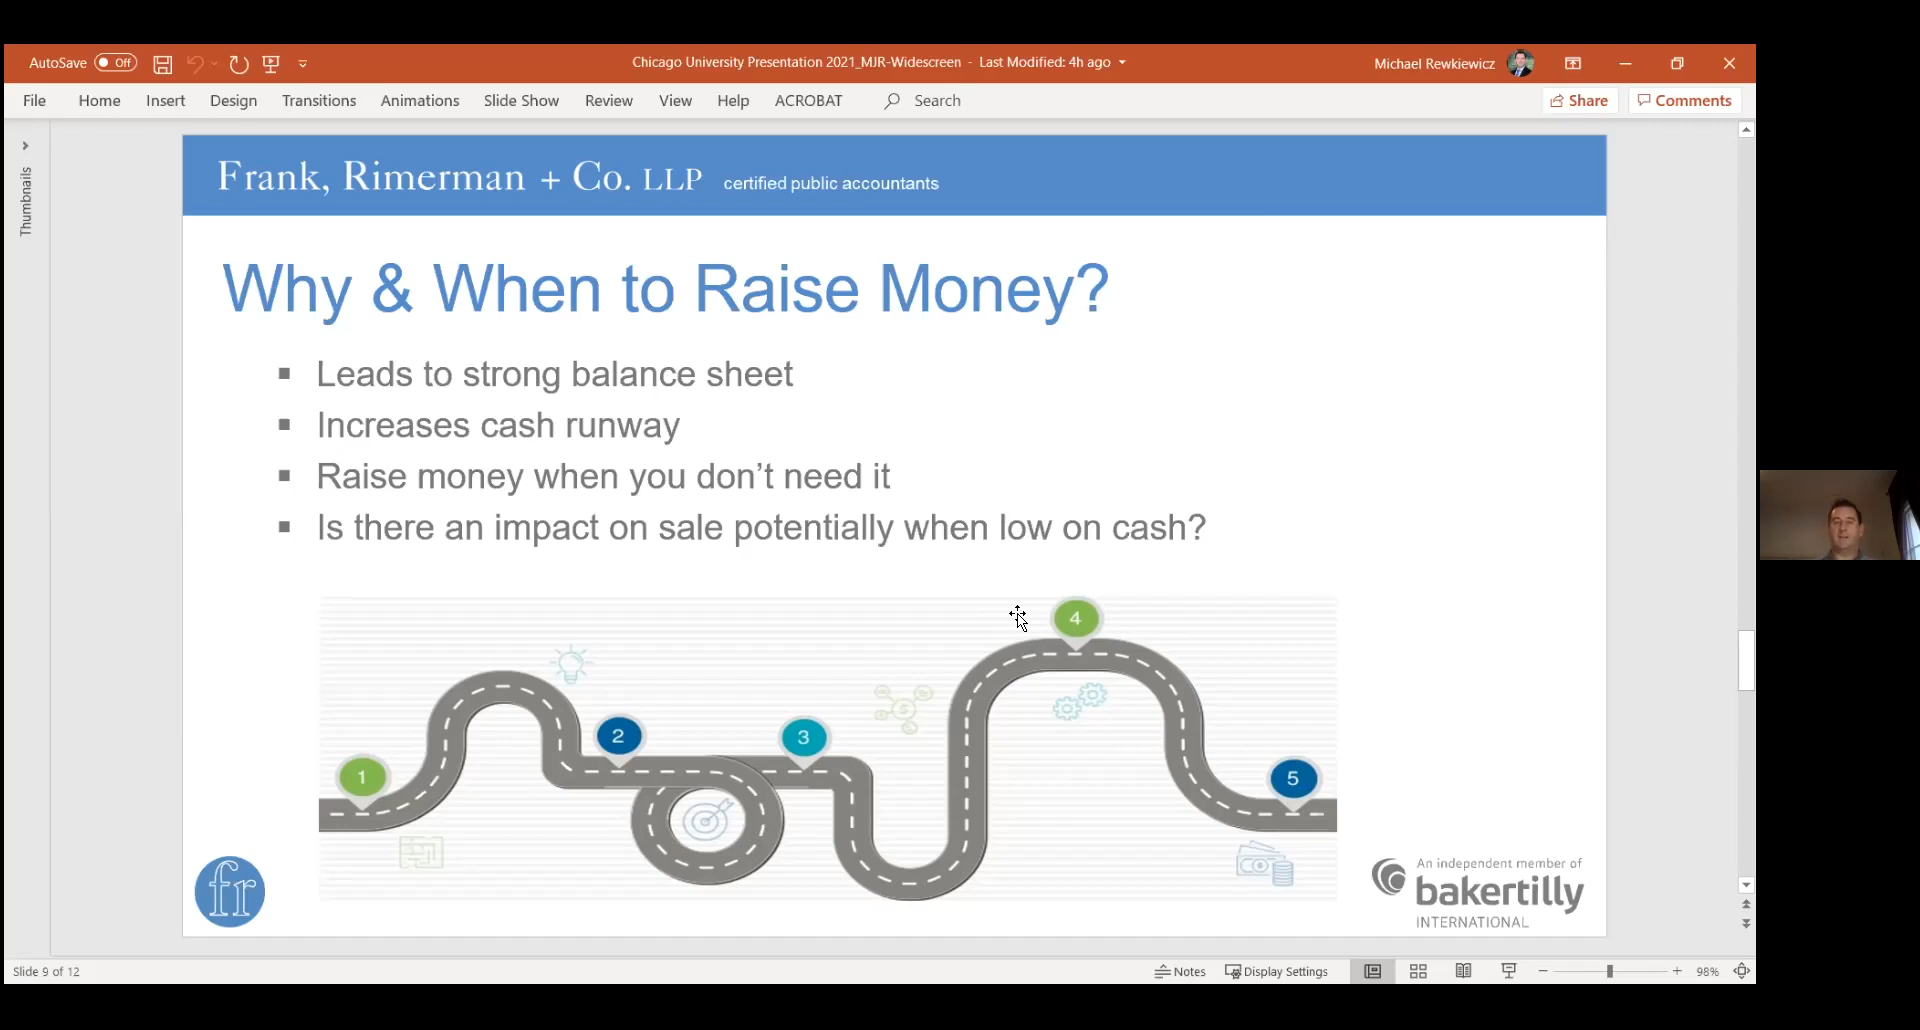 AutoSave Off
Chicago University Presentation 2021_MJR-Widescreen - Last Modified: 4h ago
Michael Rewkiewicz
File Home Insert Design Transitions Animations Slide Show Review View Help ACROBAT Search Share Comments
Thumbnails
Frank, Rimerman + Co. LLP certified public accountants
Why & When to Raise Money?
▪ Leads to strong balance sheet
▪ Increases cash runway
▪ Raise money when you don’t need it
▪ Is there an impact on sale potentially when low on cash?
1
2
3
4
5
fr
An independent member of
bakertilly
INTERNATIONAL
Slide 9 of 12 Notes Display Settings 98%